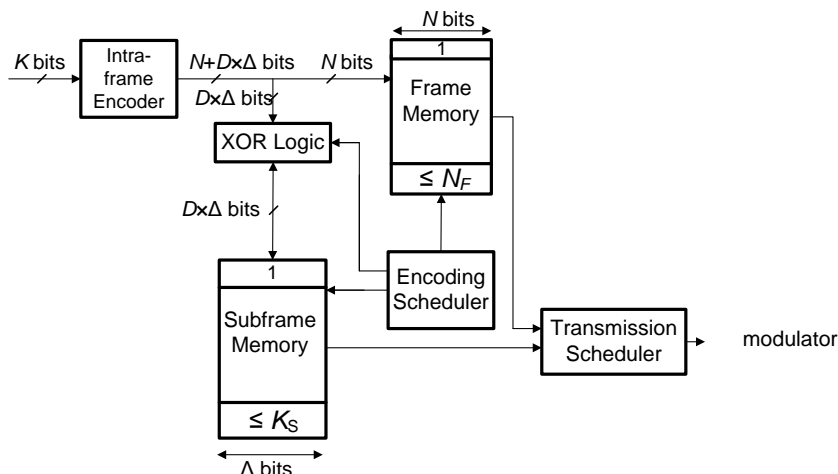 N bits
K bits
Intra-
frame
Encoder
N+D×Δ bits
N bits
1
Frame
Memory
D×Δ bits
XOR Logic
≤ N_F
D×Δ bits
1
Encoding
Scheduler
Subframe
Memory
Transmission
Scheduler
modulator
≤ K_S
Δ bits